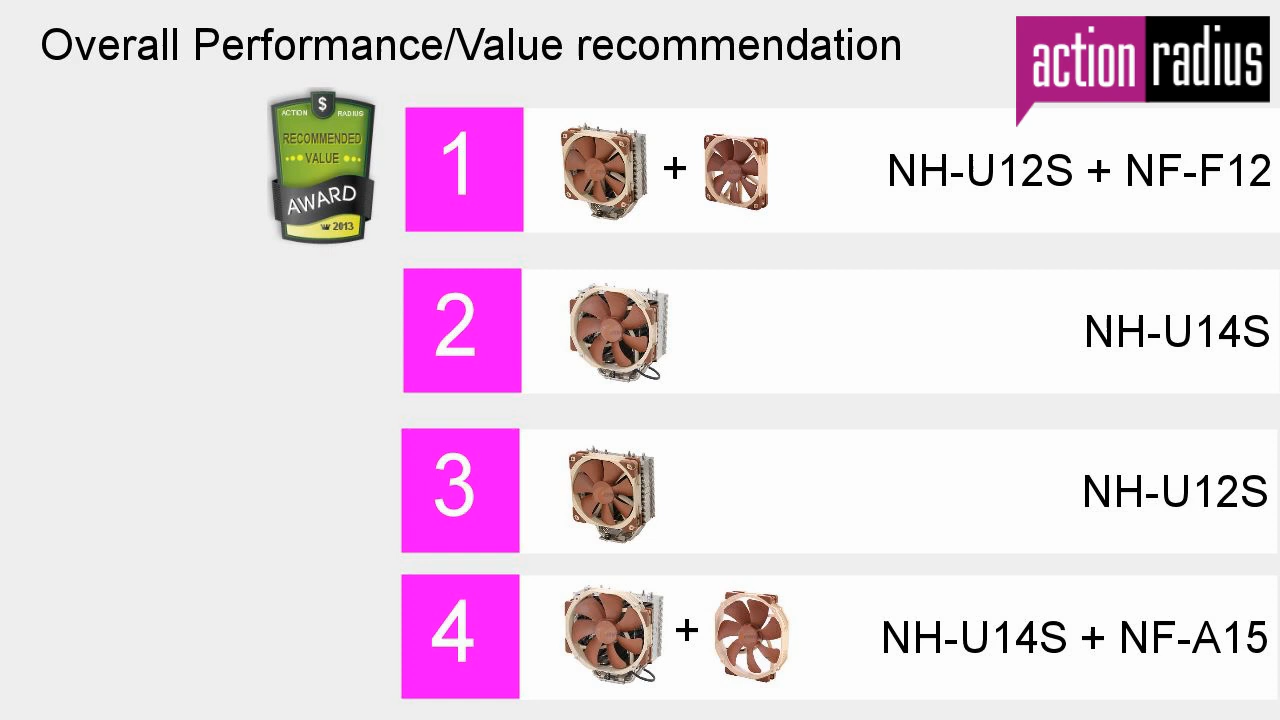 Overall Performance/Value recommendation
action radius
$
ACTION RADIUS
RECOMMENDED
VALUE
AWARD
2013
1
+
NH-U12S + NF-F12
2
NH-U14S
3
NH-U12S
4
+
NH-U14S + NF-A15